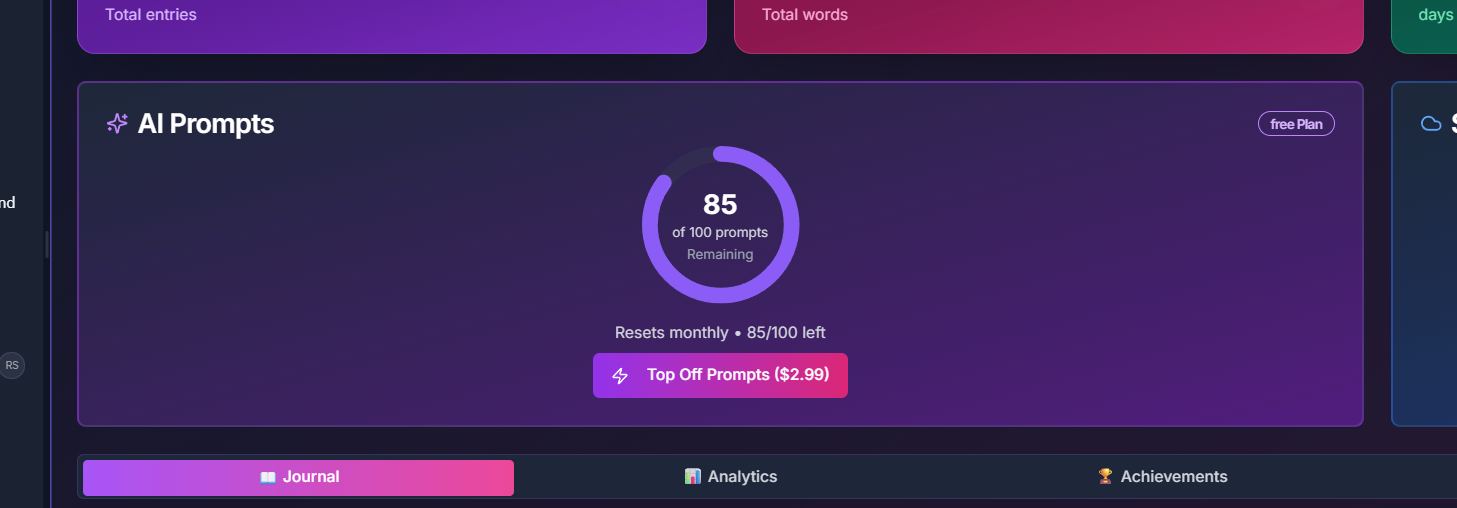 Total entries
Total words
days
AI Prompts
free Plan
nd
85
of 100 prompts
Remaining
Resets monthly • 85/100 left
RS
Top Off Prompts ($2.99)
Journal
Analytics
Achievements